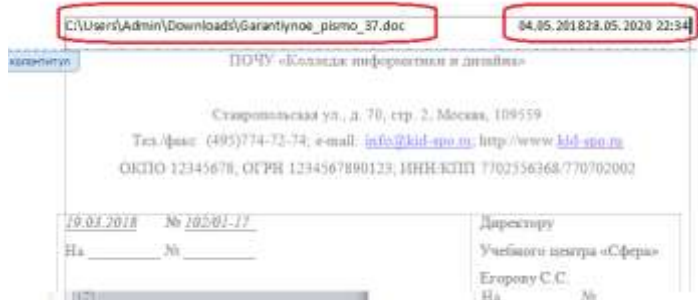 C:\Users\Admin\Downloads\Garantiynoe_pismo_37.doc 04.05.201828.05.2020 22:34
колонтитул
ПОЧУ «Колледж информатики и дизайна»
Ставропольская ул., д. 70, стр. 2, Москва, 109559
Тел./факс: (495)774-72-74; e-mail: info@kid-spo.ru; http://www.kid-spo.ru
ОКПО 12345678, ОГРН 1234567890123; ИНН/КПП 7702556368/770702002
19.03.2018 № 102/01-17
Директору
На № 
Учебного центра «Сфера»
Егорову С.С.
На №